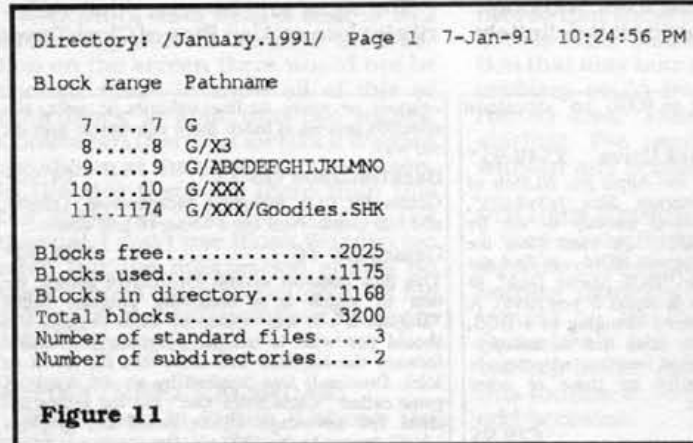 Directory: /January.1991/ Page 1 7-Jan-91 10:24:56 PM
Block range Pathname
7.....7 G
8.....8 G/X3
9.....9 G/ABCDEFGHIJKLMNO
10....10 G/XXX
11..1174 G/XXX/Goodies.SHK
Blocks free...............2025
Blocks used...............1175
Blocks in directory.......1168
Total blocks..............3200
Number of standard files.....3
Number of subdirectories.....2
Figure 11